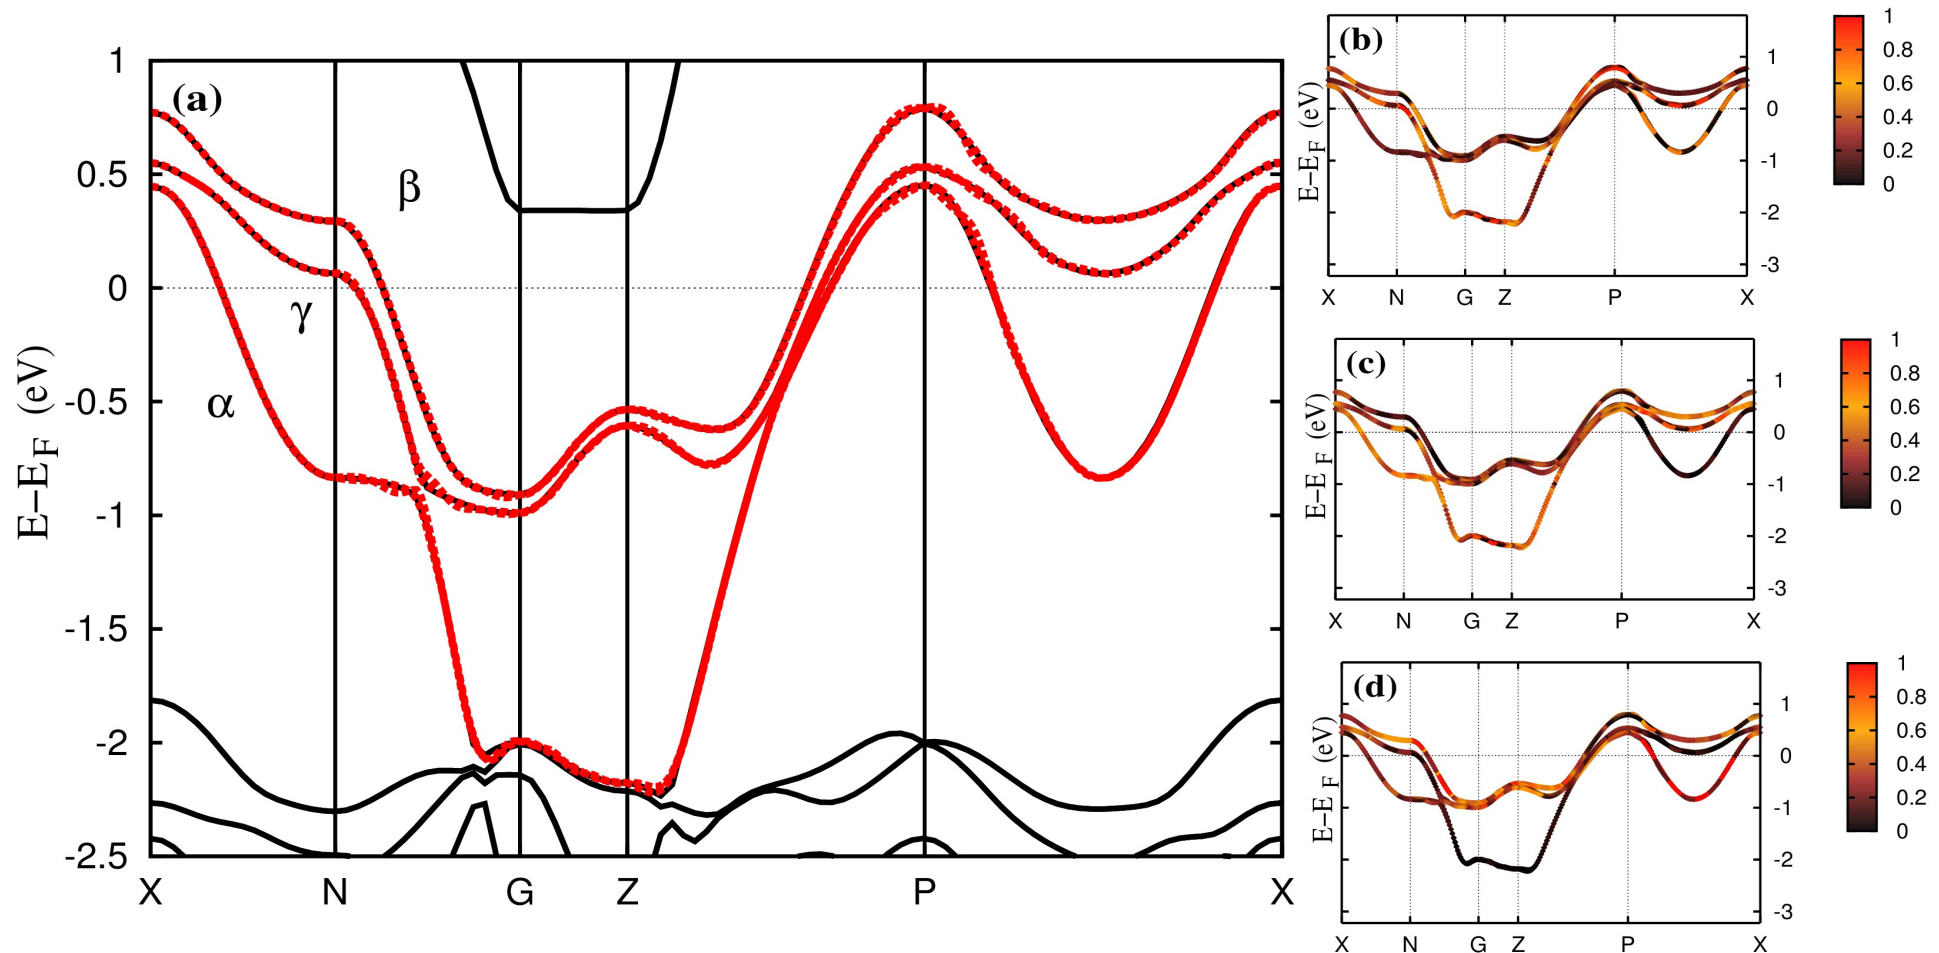 (a)
E−E_F (eV)
1
0.5
0
-0.5
-1
-1.5
-2
-2.5
β
γ
α
X N G Z P X
(b)
E−E_F (eV)
1
0
-1
-2
-3
X N G Z P X
1
0.8
0.6
0.4
0.2
0
(c)
E−E_F (eV)
1
0
-1
-2
-3
X N G Z P X
1
0.8
0.6
0.4
0.2
0
(d)
E−E_F (eV)
1
0
-1
-2
-3
X N G Z P X
1
0.8
0.6
0.4
0.2
0